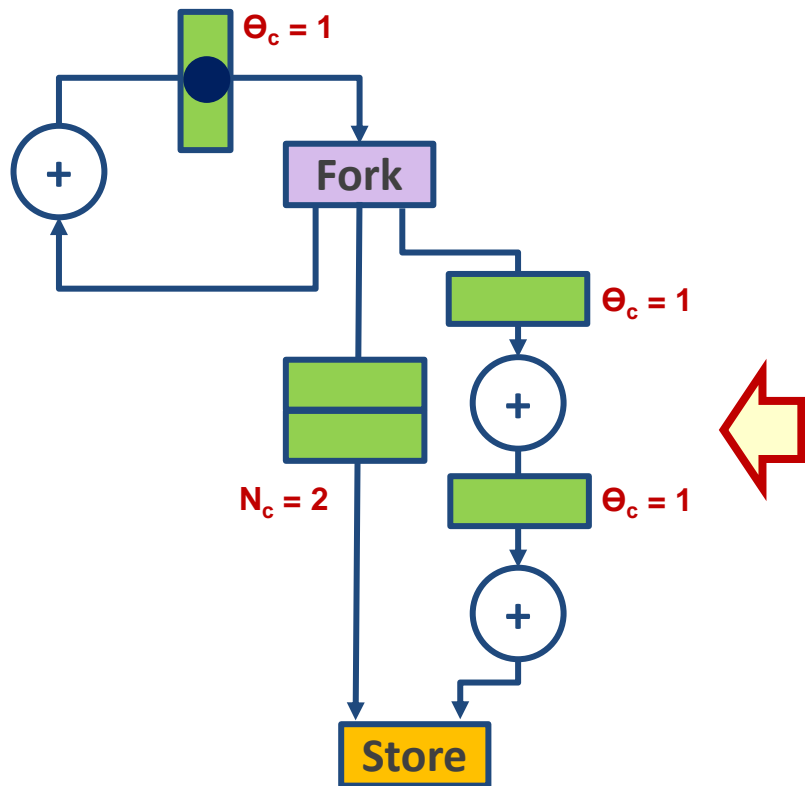 ϴc = 1
+
Fork
ϴc = 1
+
Nc = 2
ϴc = 1
+
Store